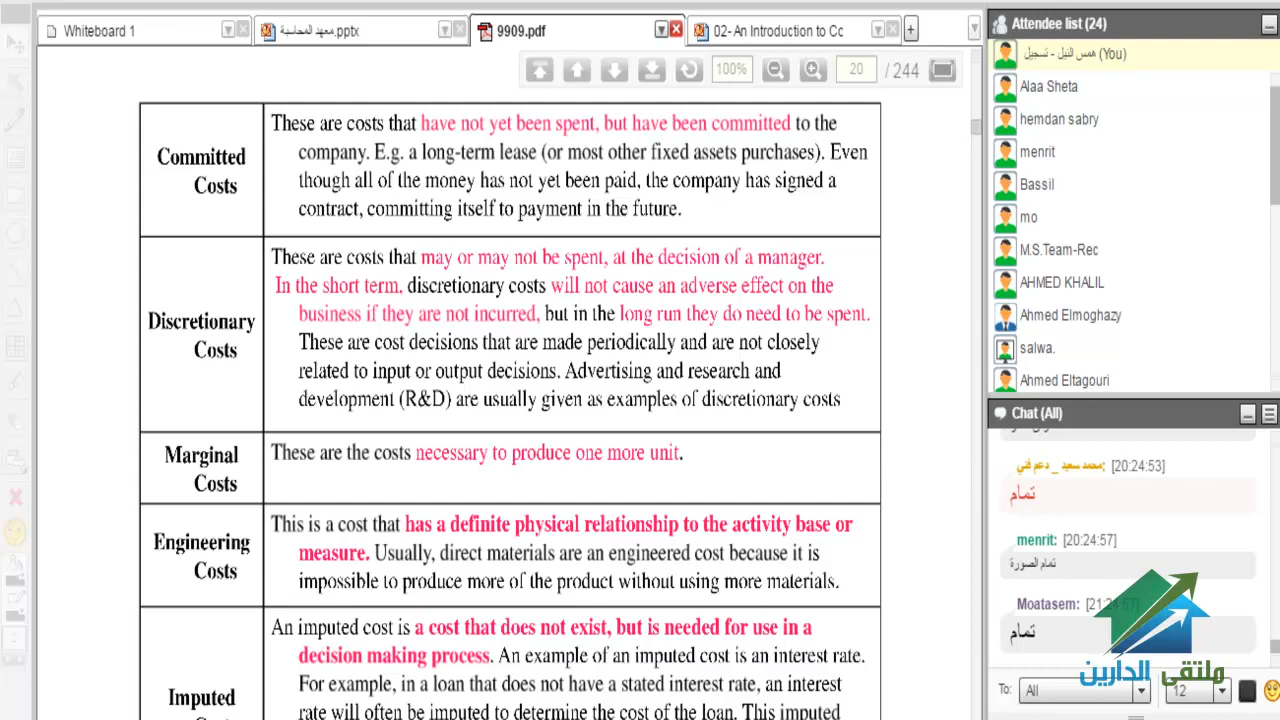 Whiteboard 1
معهد المحاسبة.pptx
9909.pdf
02- An Introduction to Cc
100%
20
/ 244
Committed
Costs
These are costs that have not yet been spent, but have been committed to the
company. E.g. a long-term lease (or most other fixed assets purchases). Even
though all of the money has not yet been paid, the company has signed a
contract, committing itself to payment in the future.
Discretionary
Costs
These are costs that may or may not be spent, at the decision of a manager.
In the short term, discretionary costs will not cause an adverse effect on the
business if they are not incurred, but in the long run they do need to be spent.
These are cost decisions that are made periodically and are not closely
related to input or output decisions. Advertising and research and
development (R&D) are usually given as examples of discretionary costs
Marginal
Costs
These are the costs necessary to produce one more unit.
Engineering
Costs
This is a cost that has a definite physical relationship to the activity base or
measure. Usually, direct materials are an engineered cost because it is
impossible to produce more of the product without using more materials.
Imputed
An imputed cost is a cost that does not exist, but is needed for use in a
decision making process. An example of an imputed cost is an interest rate.
For example, in a loan that does not have a stated interest rate, an interest
rate will often be imputed to determine the cost of the loan. This imputed
Attendee list (24)
همس النيل - تسجيل (You)
Alaa Sheta
hemdan sabry
menrit
Bassil
mo
M.S.Team-Rec
AHMED KHALIL
Ahmed Elmoghazy
salwa.
Ahmed Eltagouri
Chat (All)
محمد سعيد _ دعم فني: [20:24:53]
تمام
menrit: [20:24:57]
تمام الصورة
Moatasem: [21:24:57]
تمام
ملتقى الدارين
To: All
12